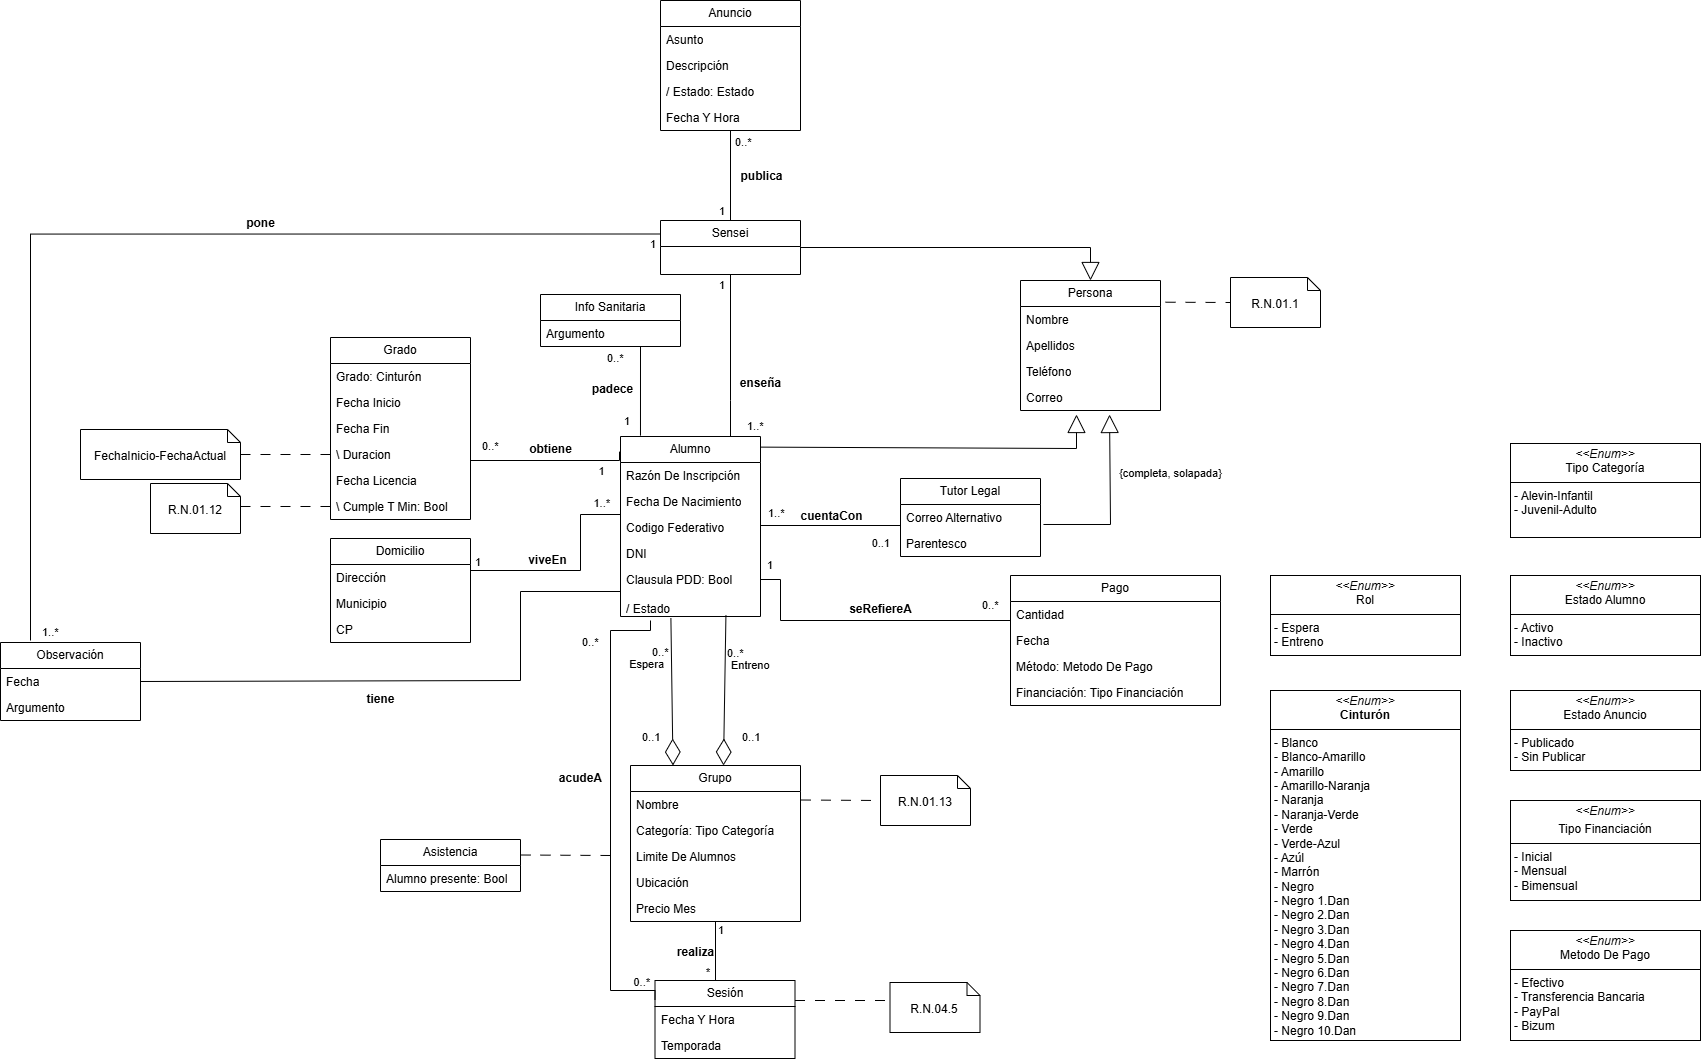 Anuncio
Asunto
Descripción
/ Estado: Estado
Fecha Y Hora
0..*
publica
1
pone
Sensei
1
1
Persona
Nombre
Apellidos
Teléfono
Correo
R.N.01.1
Info Sanitaria
Argumento
0..*
padece
1
enseña
1..*
Grado
Grado: Cinturón
Fecha Inicio
Fecha Fin
\ Duracion
Fecha Licencia
\ Cumple T Min: Bool
FechaInicio-FechaActual
R.N.01.12
0..*
obtiene
1
Alumno
Razón De Inscripción
Fecha De Nacimiento
Codigo Federativo
DNI
Clausula PDD: Bool
/ Estado
{completa, solapada}
Tutor Legal
Correo Alternativo
Parentesco
1..*
cuentaCon
0..1
1..*
viveEn
1
Domicilio
Dirección
Municipio
CP
1
seRefiereA
0..*
Pago
Cantidad
Fecha
Método: Metodo De Pago
Financiación: Tipo Financiación
1..*
Observación
Fecha
Argumento
tiene
0..*
0..*
Espera
0..*
Entreno
0..1
0..1
acudeA
Grupo
Nombre
Categoría: Tipo Categoría
Limite De Alumnos
Ubicación
Precio Mes
R.N.01.13
Asistencia
Alumno presente: Bool
1
realiza
*
0..*
Sesión
Fecha Y Hora
Temporada
R.N.04.5
<<Enum>>
Tipo Categoría
- Alevin-Infantil
- Juvenil-Adulto
<<Enum>>
Rol
- Espera
- Entreno
<<Enum>>
Estado Alumno
- Activo
- Inactivo
<<Enum>>
Cinturón
- Blanco
- Blanco-Amarillo
- Amarillo
- Amarillo-Naranja
- Naranja
- Naranja-Verde
- Verde
- Verde-Azul
- Azúl
- Marrón
- Negro
- Negro 1.Dan
- Negro 2.Dan
- Negro 3.Dan
- Negro 4.Dan
- Negro 5.Dan
- Negro 6.Dan
- Negro 7.Dan
- Negro 8.Dan
- Negro 9.Dan
- Negro 10.Dan
<<Enum>>
Estado Anuncio
- Publicado
- Sin Publicar
<<Enum>>
Tipo Financiación
- Inicial
- Mensual
- Bimensual
<<Enum>>
Metodo De Pago
- Efectivo
- Transferencia Bancaria
- PayPal
- Bizum